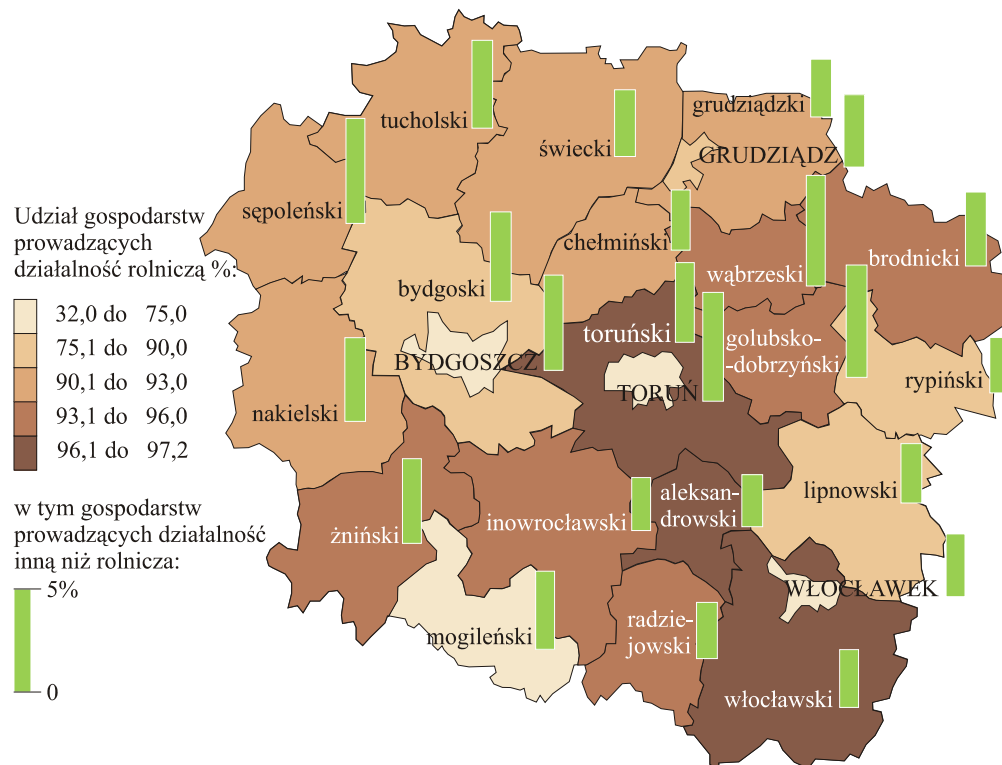 tucholski
grudziądzki
świecki
GRUDZIĄDZ
sępoleński
Udział gospodarstw
prowadzących
działalność rolniczą %:
32,0 do 75,0
75,1 do 90,0
90,1 do 93,0
93,1 do 96,0
96,1 do 97,2
chełmiński
wąbrzeski
brodnicki
bydgoski
toruński
golubsko-
-dobrzyński
BYDGOSZCZ
TORUŃ
rypiński
nakielski
lipnowski
aleksan-
drowski
inowrocławski
żniński
w tym gospodarstw
prowadzących działalność
inną niż rolnicza:
5%
0
WŁOCŁAWEK
mogileński
radzie-
jowski
włocławski